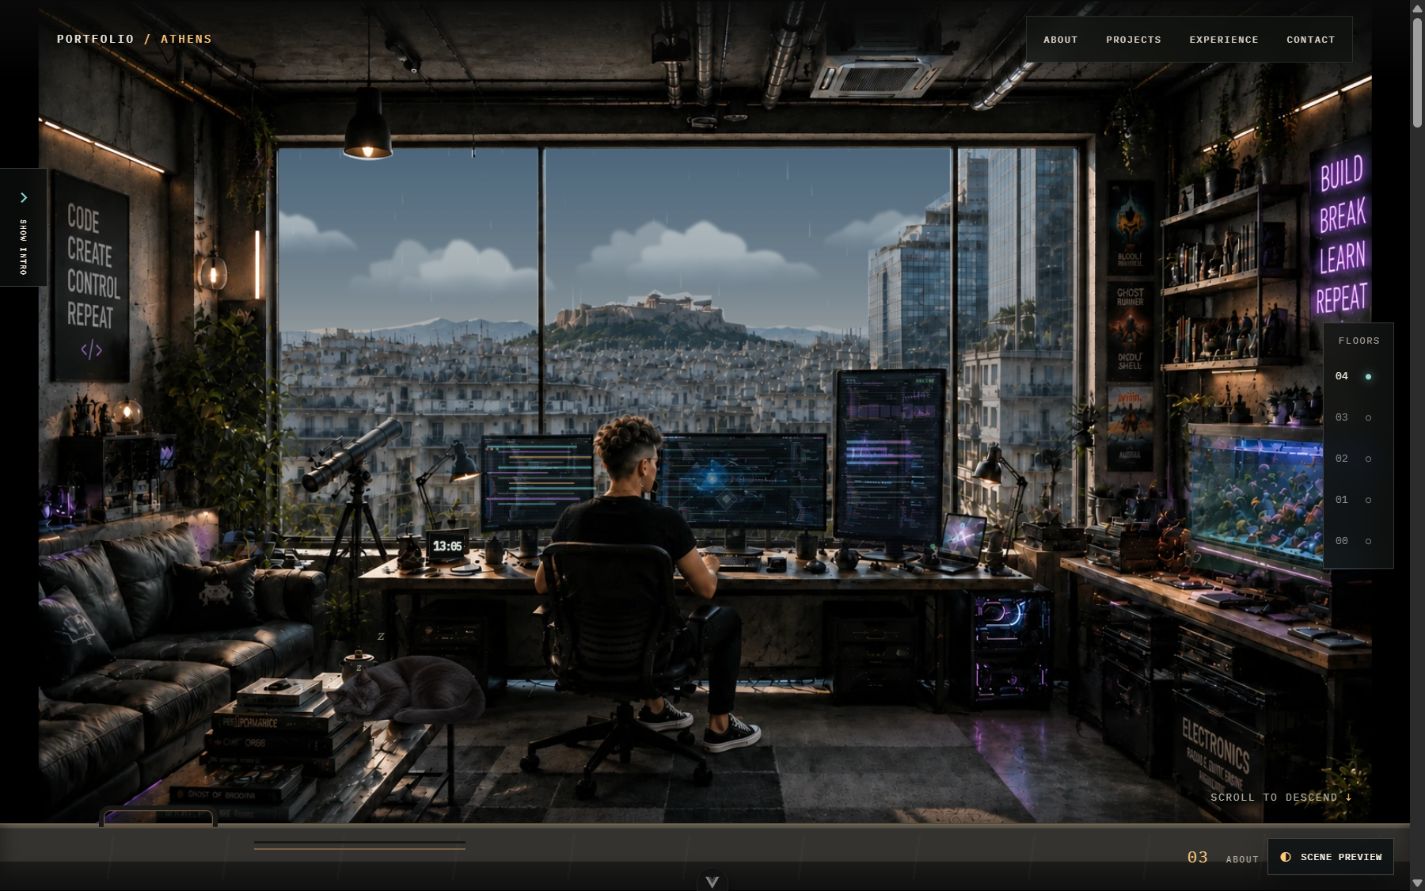 PORTFOLIO / ATHENS
ABOUT
PROJECTS
EXPERIENCE
CONTACT
SHOW INTRO
CODE
CREATE
CONTROL
REPEAT
</>
BUILD
BREAK
LEARN
REPEAT
GHOST
RUNNER
SHELL
FLOORS
04
03
02
01
00
13:05
Z
z
ELECTRONICS
SCROLL TO DESCEND ↓
03 ABOUT
SCENE PREVIEW